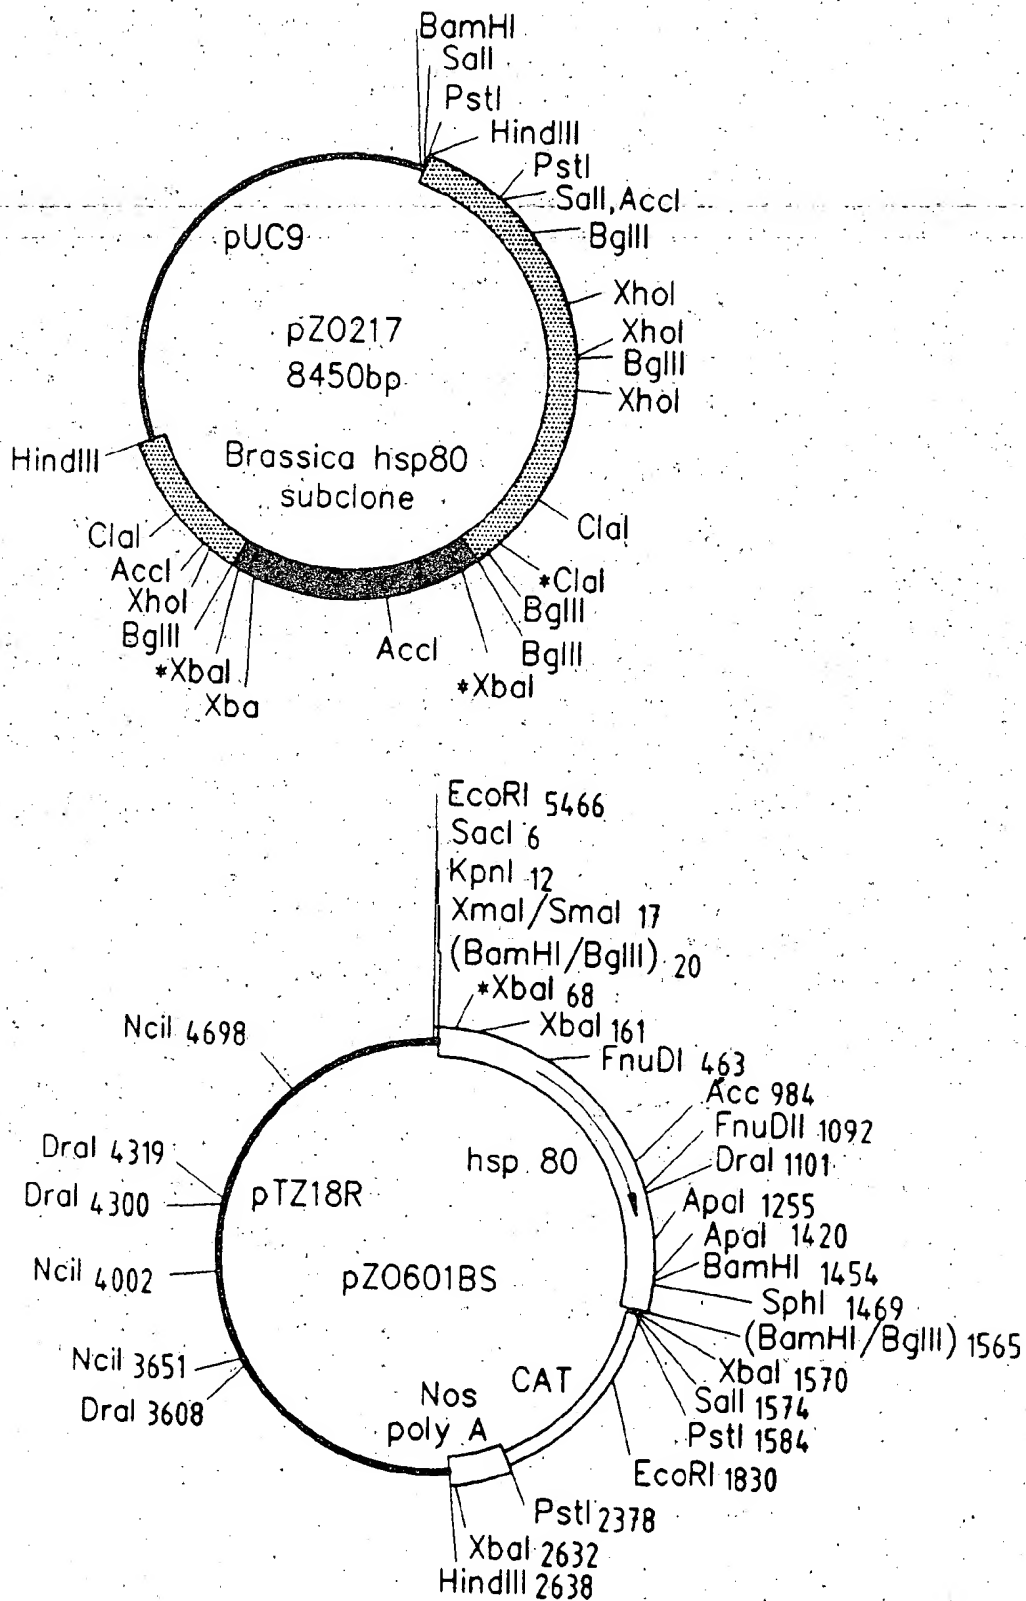 BamHI
SalI
PstI
HindIII
PstI
SalI,AccI
BglII
XhoI
XhoI
BglII
XhoI
ClaI
*ClaI
BglII
BglII
*XbaI
AccI
Xba
*XbaI
BglII
XhoI
AccI
ClaI
HindIII
pUC9
pZ0217
8450bp
Brassica hsp80
subclone
EcoRI 5466
SacI 6
KpnI 12
XmaI/SmaI 17
(BamHI/BglII) 20
*XbaI 68
XbaI 161
FnuDI 463
Acc 984
FnuDII 1092
DraI 1101
ApaI 1255
ApaI 1420
BamHI 1454
SphI 1469
(BamHI/BglII) 1565
XbaI 1570
SalI 1574
PstI 1584
EcoRI 1830
PstI 2378
XbaI 2632
HindIII 2638
NciI 4698
DraI 4319
DraI 4300
NciI 4002
NciI 3651
DraI 3608
pTZ18R
hsp 80
pZ0601BS
CAT
Nos
poly A